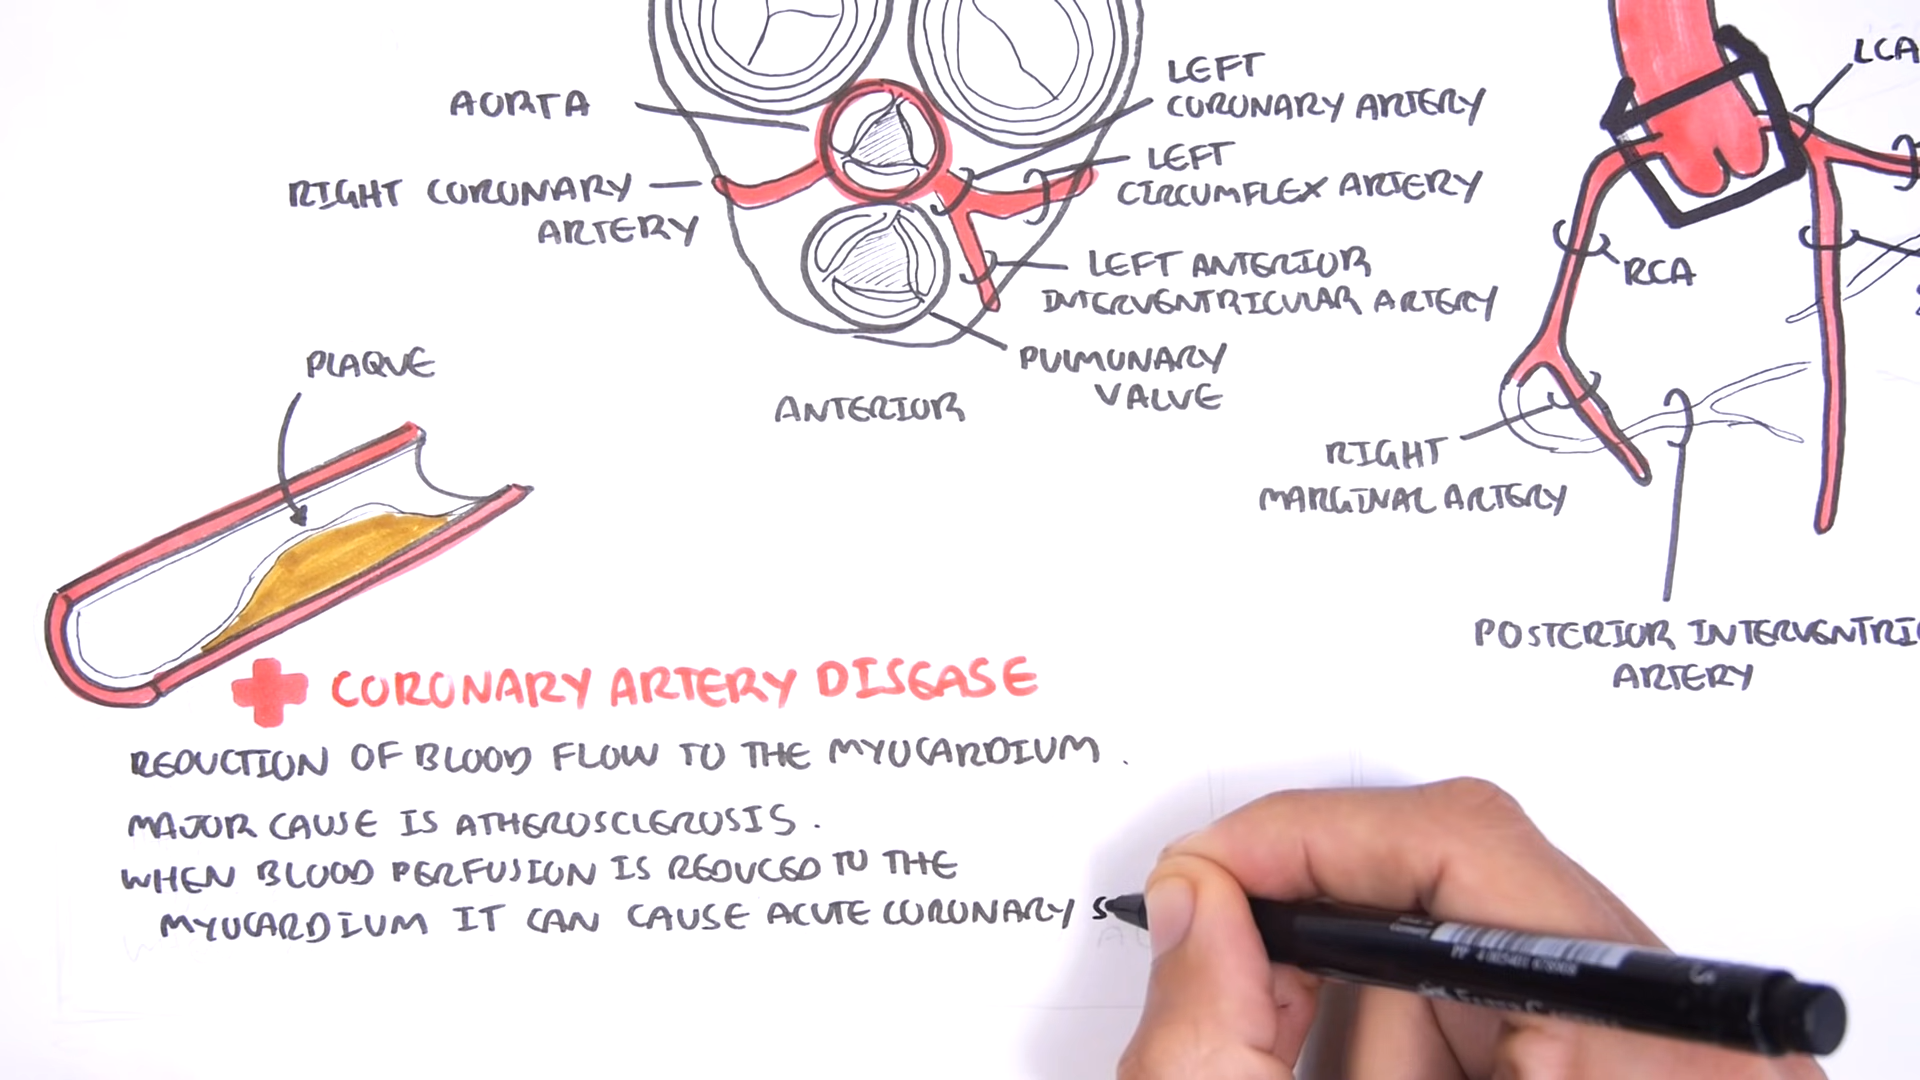 LEFT
CORONARY ARTERY
AORTA
LEFT
CIRCUMFLEX ARTERY
RIGHT CORONARY
ARTERY
LEFT ANTERIOR
INTERVENTRICULAR ARTERY
PULMONARY
VALVE
ANTERIOR
LCA
RCA
RIGHT
MARGINAL ARTERY
POSTERIOR INTERVENTRI
ARTERY
PLAQUE
CORONARY ARTERY DISEASE
REDUCTION OF BLOOD FLOW TO THE MYOCARDIUM.
MAJOR CAUSE IS ATHEROSCLEROSIS.
WHEN BLOOD PERFUSION IS REDUCED TO THE
MYOCARDIUM IT CAN CAUSE ACUTE CORONARY S